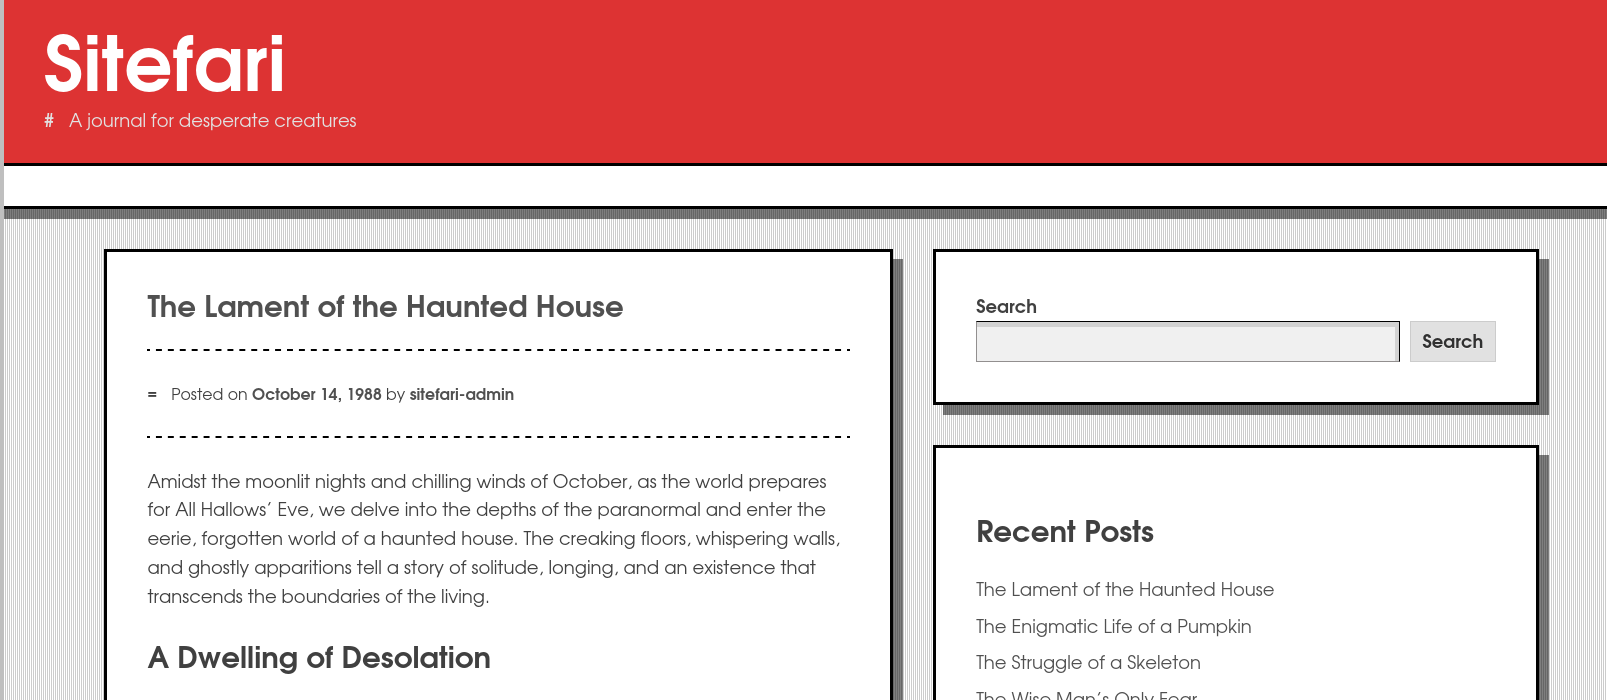 Sitefari
# A journal for desperate creatures
The Lament of the Haunted House
= Posted on October 14, 1988 by sitefari-admin
Amidst the moonlit nights and chilling winds of October, as the world prepares
for All Hallows’ Eve, we delve into the depths of the paranormal and enter the
eerie, forgotten world of a haunted house. The creaking floors, whispering walls,
and ghostly apparitions tell a story of solitude, longing, and an existence that
transcends the boundaries of the living.
A Dwelling of Desolation
Search
Search
Recent Posts
The Lament of the Haunted House
The Enigmatic Life of a Pumpkin
The Struggle of a Skeleton
The Wise Man’s Only Fear